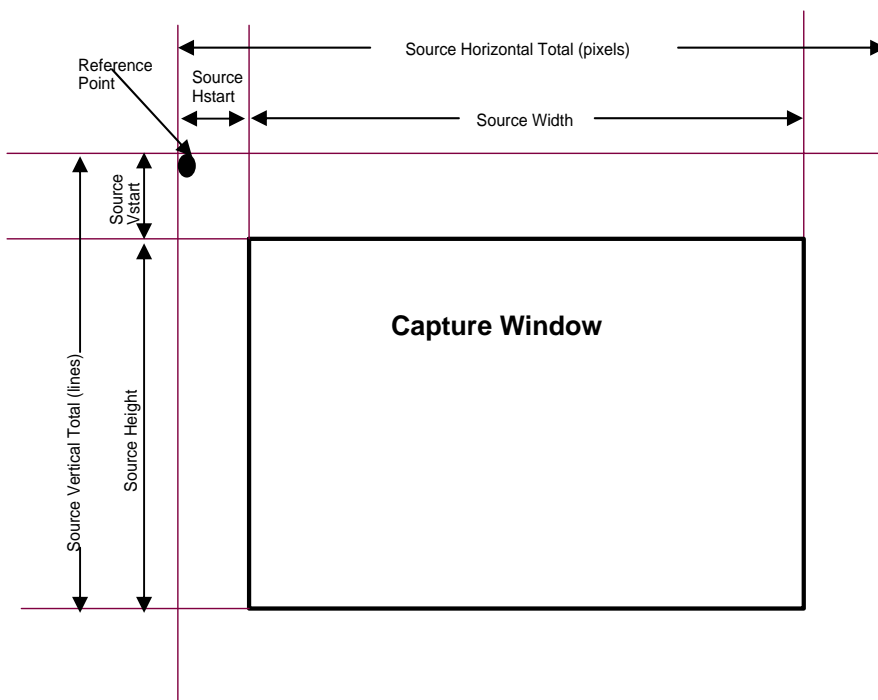 Source Horizontal Total (pixels)
Reference
Point
Source
Hstart
Source Width
Source
Vstart
Capture Window
Source Vertical Total (lines)
Source Height